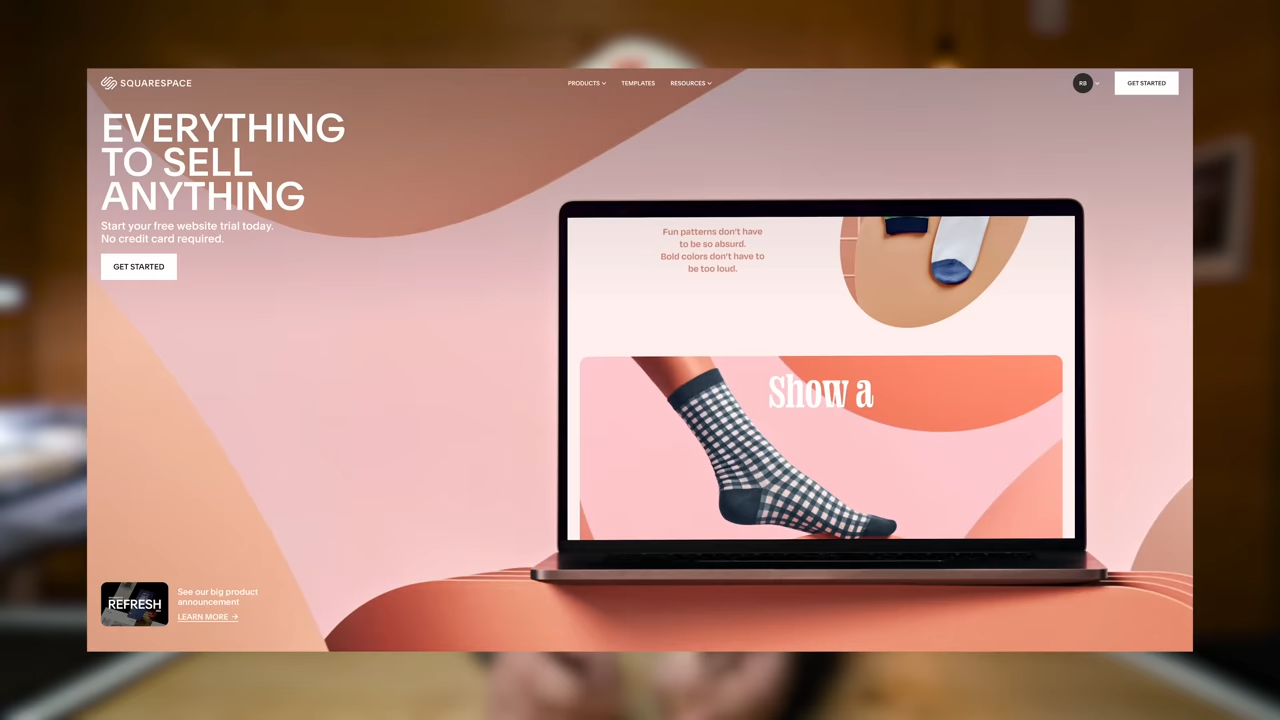 SQUARESPACE
PRODUCTS
TEMPLATES
RESOURCES
RB
GET STARTED
EVERYTHING
TO SELL
ANYTHING
Start your free website trial today.
No credit card required.
GET STARTED
Fun patterns don't have
to be so absurd.
Bold colors don't have to
be too loud.
Show a
REFRESH
See our big product
announcement
LEARN MORE →